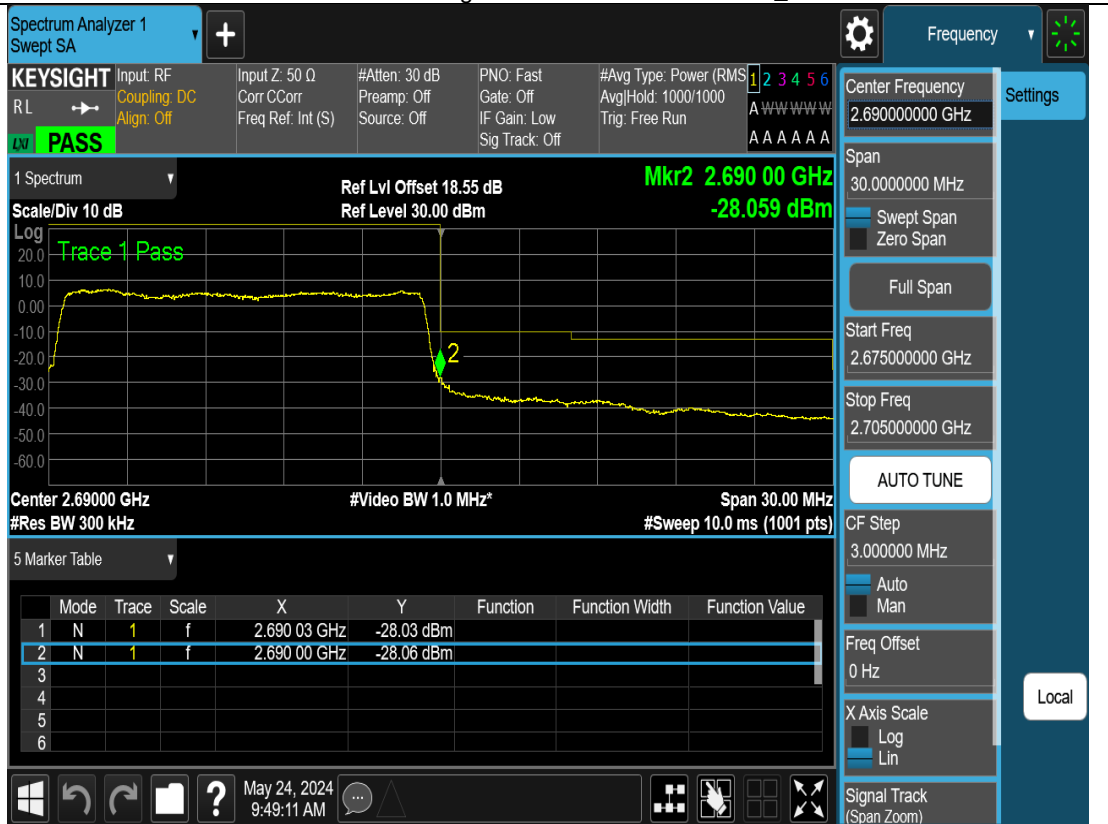 Spectrum Analyzer 1
Swept SA
+
Frequency
KEYSIGHT
RL
LXI
PASS
Input: RF
Coupling: DC
Align: Off
Input Z: 50 Ω
Corr CCorr
Freq Ref: Int (S)
#Atten: 30 dB
Preamp: Off
Source: Off
PNO: Fast
Gate: Off
IF Gain: Low
Sig Track: Off
#Avg Type: Power (RMS
Avg|Hold: 1000/1000
Trig: Free Run
1 2 3 4 5 6
A W W W W W
A A A A A A
1 Spectrum
Scale/Div 10 dB
Ref Lvl Offset 18.55 dB
Ref Level 30.00 dBm
Mkr2 2.690 00 GHz
-28.059 dBm
Log
Trace 1 Pass
20.0
10.0
0.00
-10.0
-20.0
-30.0
-40.0
-50.0
-60.0
2
Center 2.69000 GHz
#Res BW 300 kHz
#Video BW 1.0 MHz*
Span 30.00 MHz
#Sweep 10.0 ms (1001 pts)
5 Marker Table
Mode Trace Scale X Y Function Function Width Function Value
1 N 1 f 2.690 03 GHz -28.03 dBm
2 N 1 f 2.690 00 GHz -28.06 dBm
3
4
5
6
?
May 24, 2024
9:49:11 AM
Center Frequency
2.690000000 GHz
Span
30.0000000 MHz
Swept Span
Zero Span
Full Span
Start Freq
2.675000000 GHz
Stop Freq
2.705000000 GHz
AUTO TUNE
CF Step
3.000000 MHz
Auto
Man
Freq Offset
0 Hz
X Axis Scale
Log
Lin
Signal Track
(Span Zoom)
Settings
Local